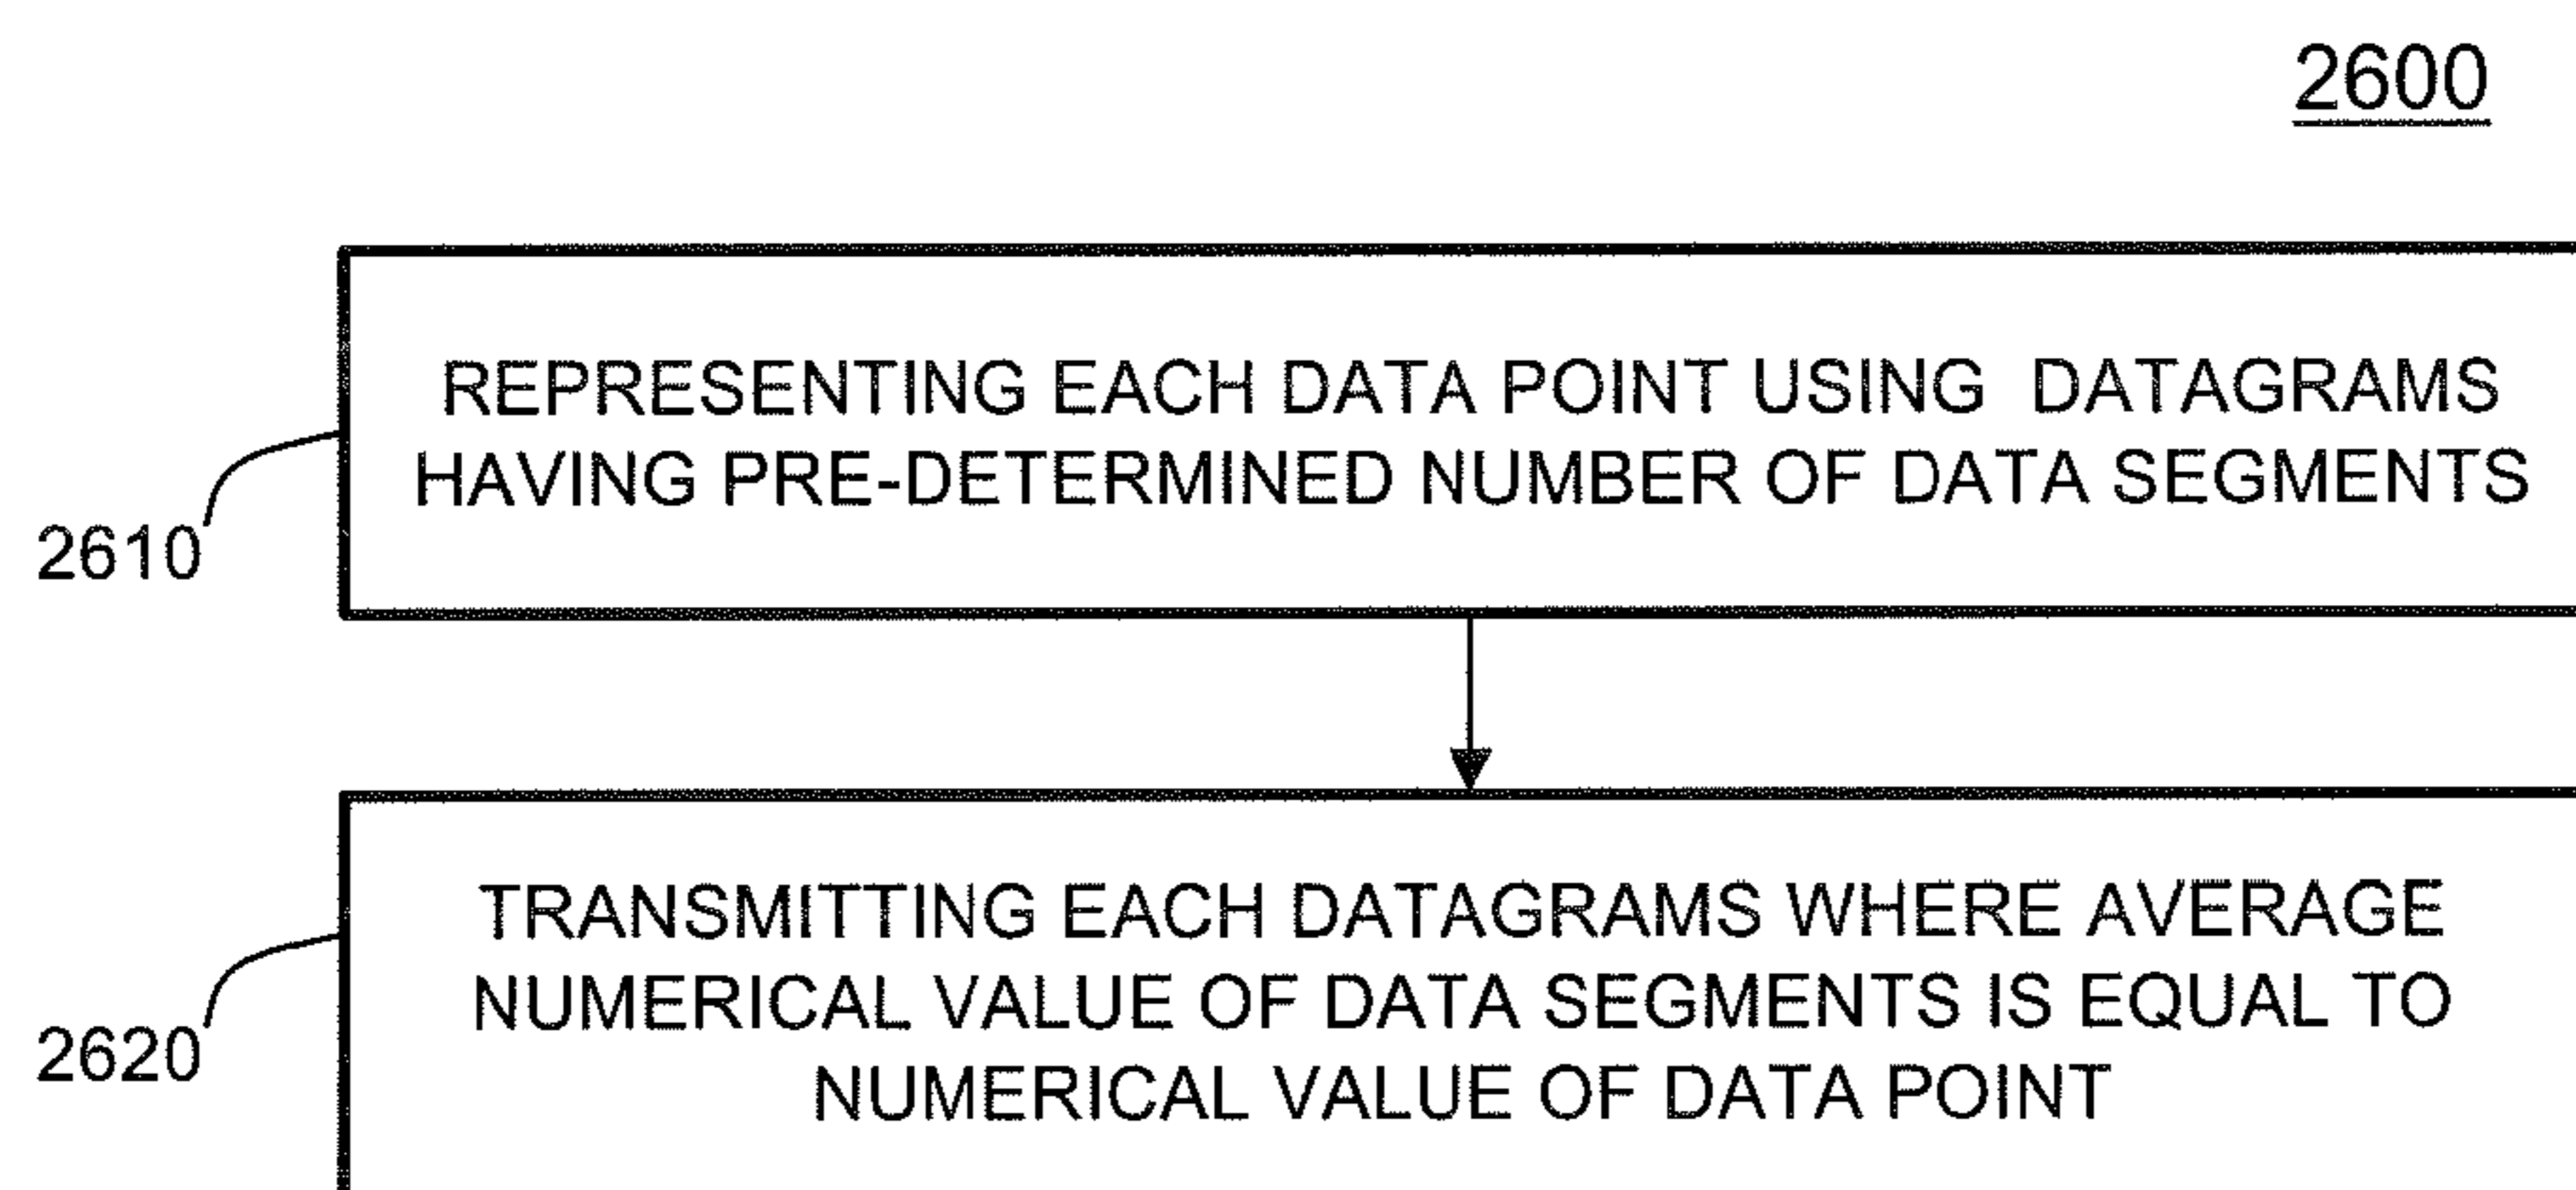 2600
REPRESENTING EACH DATA POINT USING DATAGRAMS
HAVING PRE-DETERMINED NUMBER OF DATA SEGMENTS
2610
TRANSMITTING EACH DATAGRAMS WHERE AVERAGE
NUMERICAL VALUE OF DATA SEGMENTS IS EQUAL TO
NUMERICAL VALUE OF DATA POINT
2620